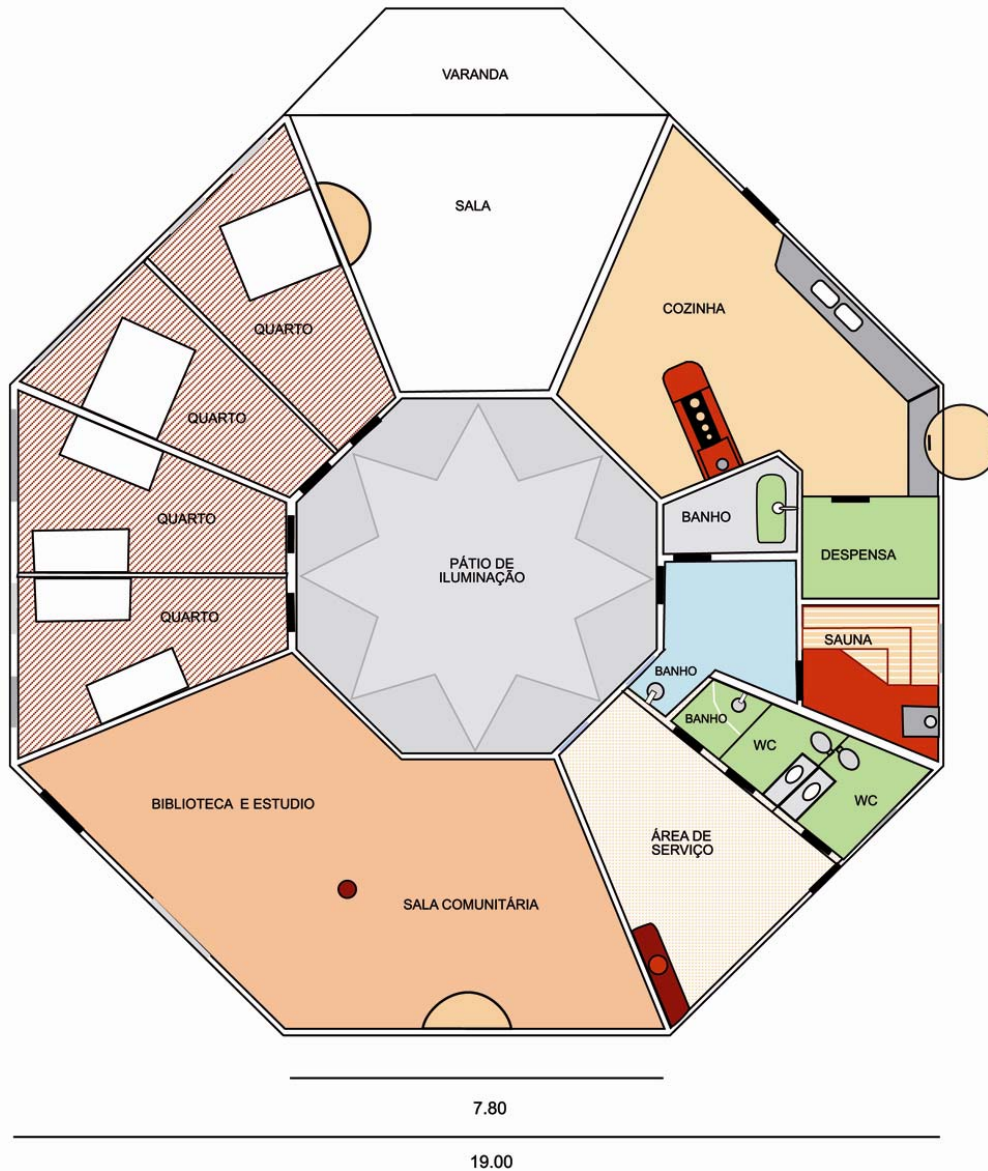 VARANDA
SALA
COZINHA
QUARTO
QUARTO
QUARTO
BANHO
DESPENSA
PÁTIO DE
ILUMINAÇÃO
QUARTO
SAUNA
BANHO
BANHO
WC
WC
BIBLIOTECA E ESTUDIO
ÁREA DE
SERVIÇO
SALA COMUNITÁRIA
7.80
19.00